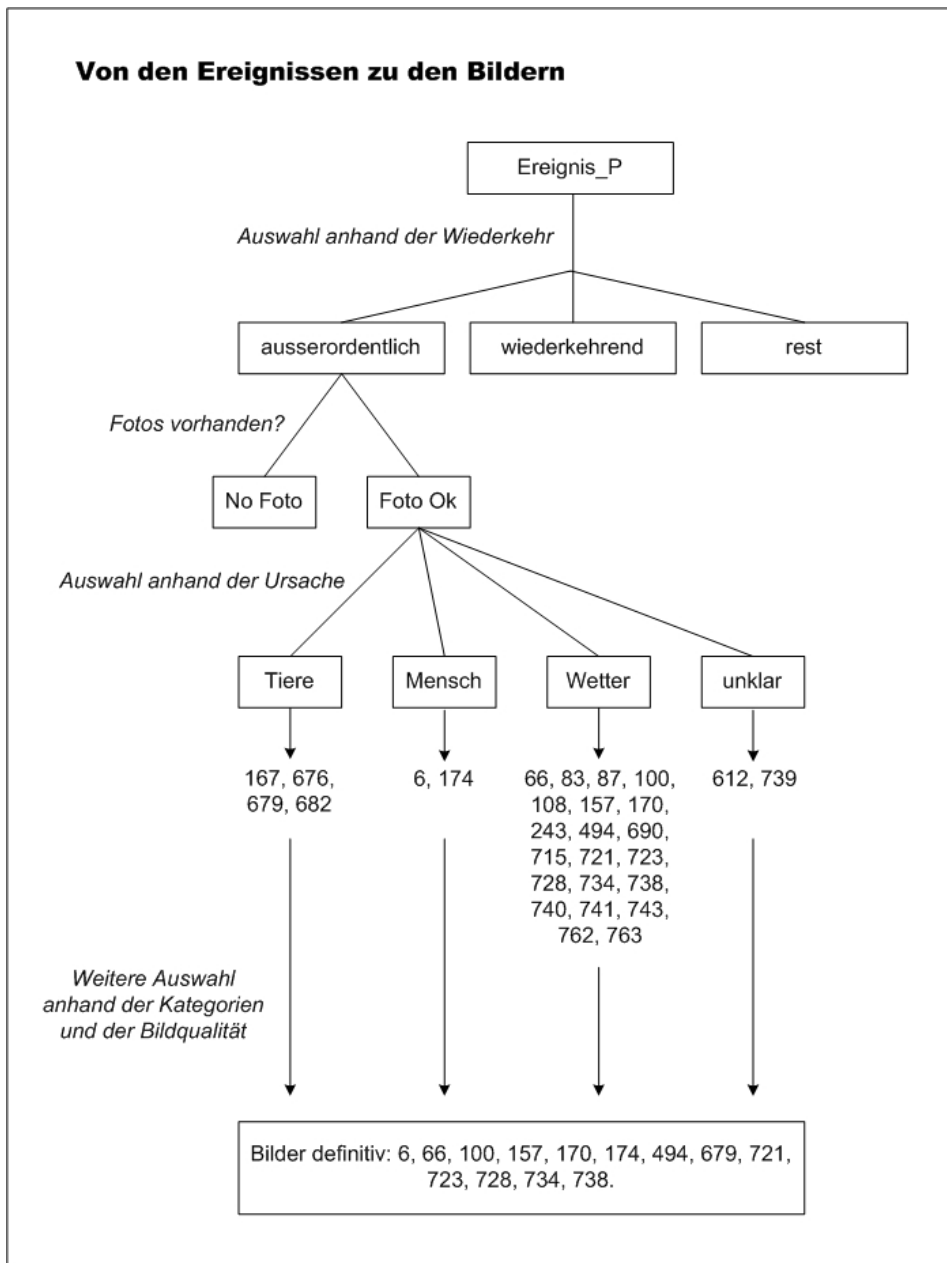 Von den Ereignissen zu den Bildern
Ereignis_P
Auswahl anhand der Wiederkehr
ausserordentlich
wiederkehrend
rest
Fotos vorhanden?
No Foto
Foto Ok
Auswahl anhand der Ursache
Tiere
Mensch
Wetter
unklar
167, 676,
679, 682
6, 174
66, 83, 87, 100,
108, 157, 170,
243, 494, 690,
715, 721, 723,
728, 734, 738,
740, 741, 743,
762, 763
612, 739
Weitere Auswahl
anhand der Kategorien
und der Bildqualität
Bilder definitiv: 6, 66, 100, 157, 170, 174, 494, 679, 721,
723, 728, 734, 738.